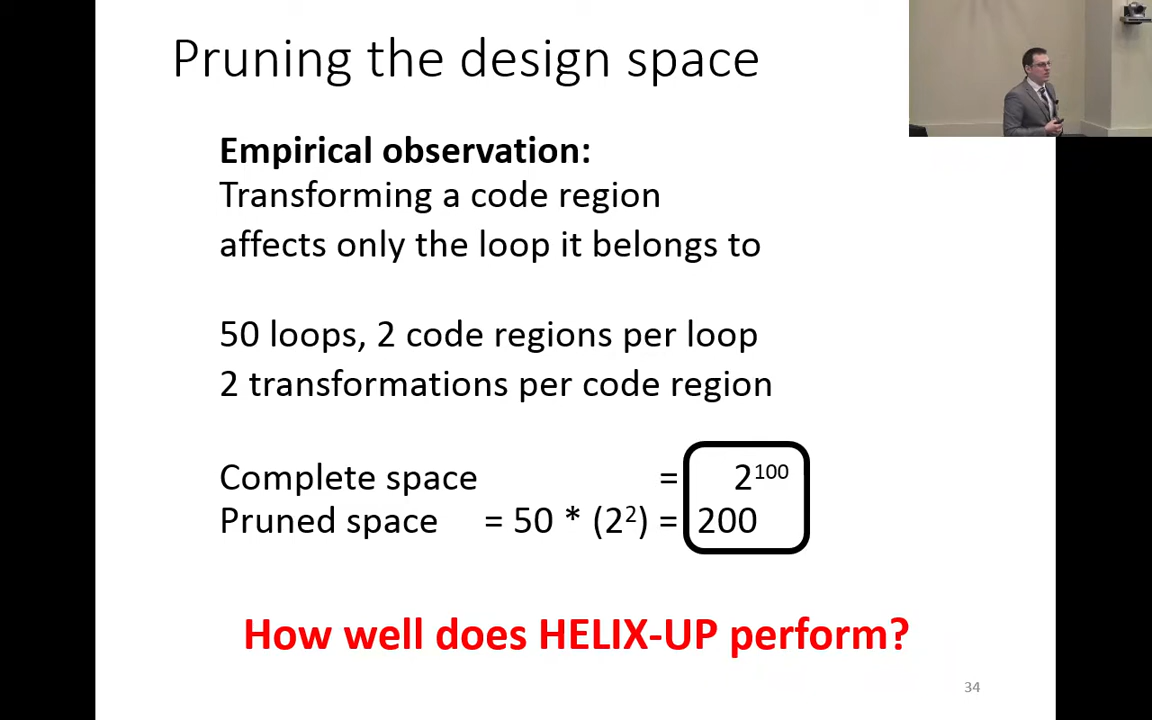 Pruning the design space
Empirical observation:
Transforming a code region
affects only the loop it belongs to
50 loops, 2 code regions per loop
2 transformations per code region
Complete space = 2¹⁰⁰
Pruned space = 50 * (2²) = 200
How well does HELIX-UP perform?
34